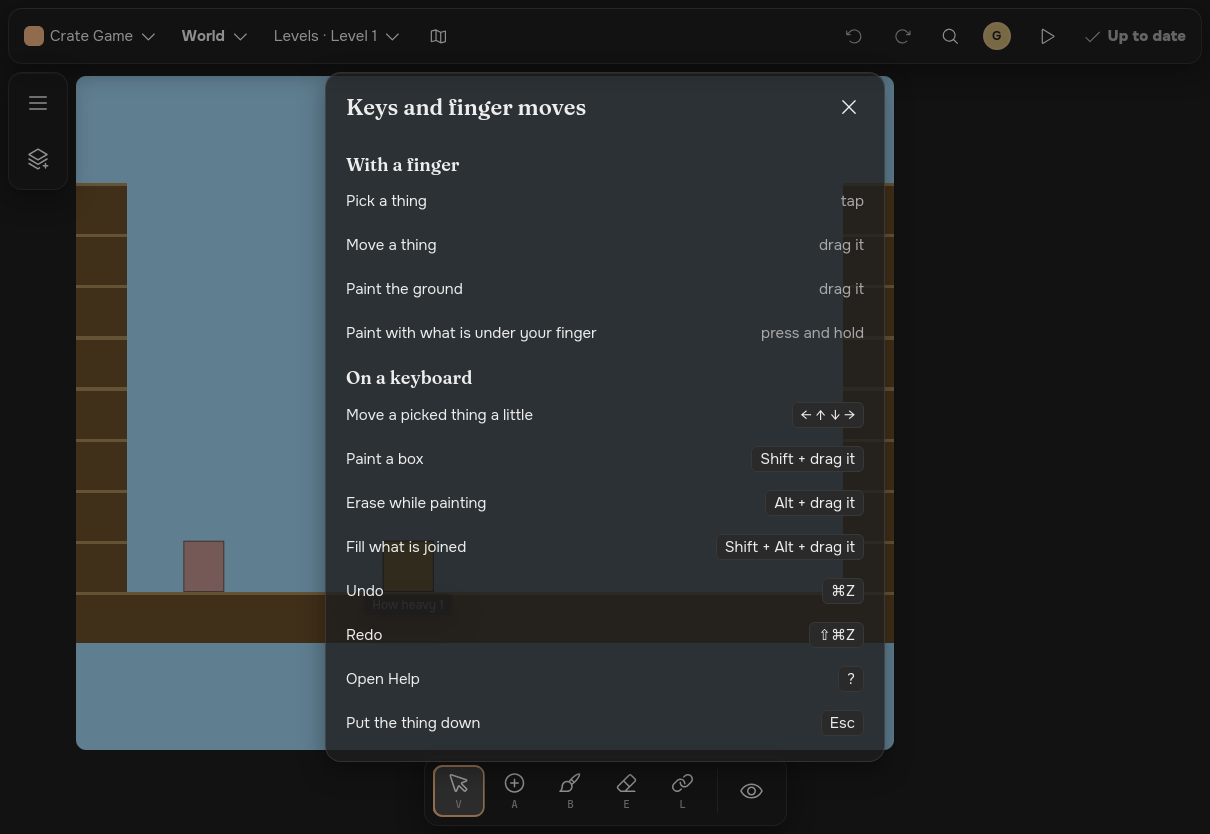 Crate Game
World
Levels · Level 1
G
Up to date
Keys and finger moves
With a finger
Pick a thing tap
Move a thing drag it
Paint the ground drag it
Paint with what is under your finger press and hold
On a keyboard
Move a picked thing a little ← ↑ ↓ →
Paint a box Shift + drag it
Erase while painting Alt + drag it
Fill what is joined Shift + Alt + drag it
Undo ⌘Z
How heavy 1
Redo ⇧⌘Z
Open Help ?
Put the thing down Esc
V A B E L